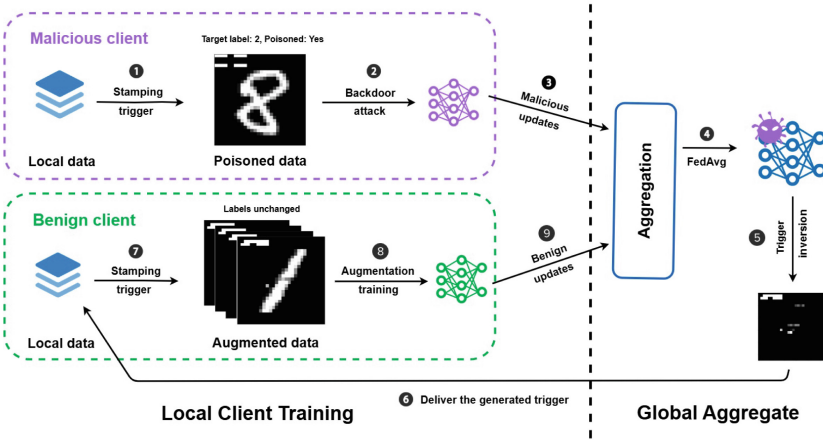 Malicious client
Target label: 2, Poisoned: Yes
1
Stamping
trigger
2
Backdoor
attack
Local data
Poisoned data
3
Malicious
updates
Aggregation
4
FedAvg
5
Trigger
inversion
Benign client
Labels unchanged
7
Stamping
trigger
8
Augmentation
training
Local data
Augmented data
9
Benign
updates
6 Deliver the generated trigger
Local Client Training
Global Aggregate